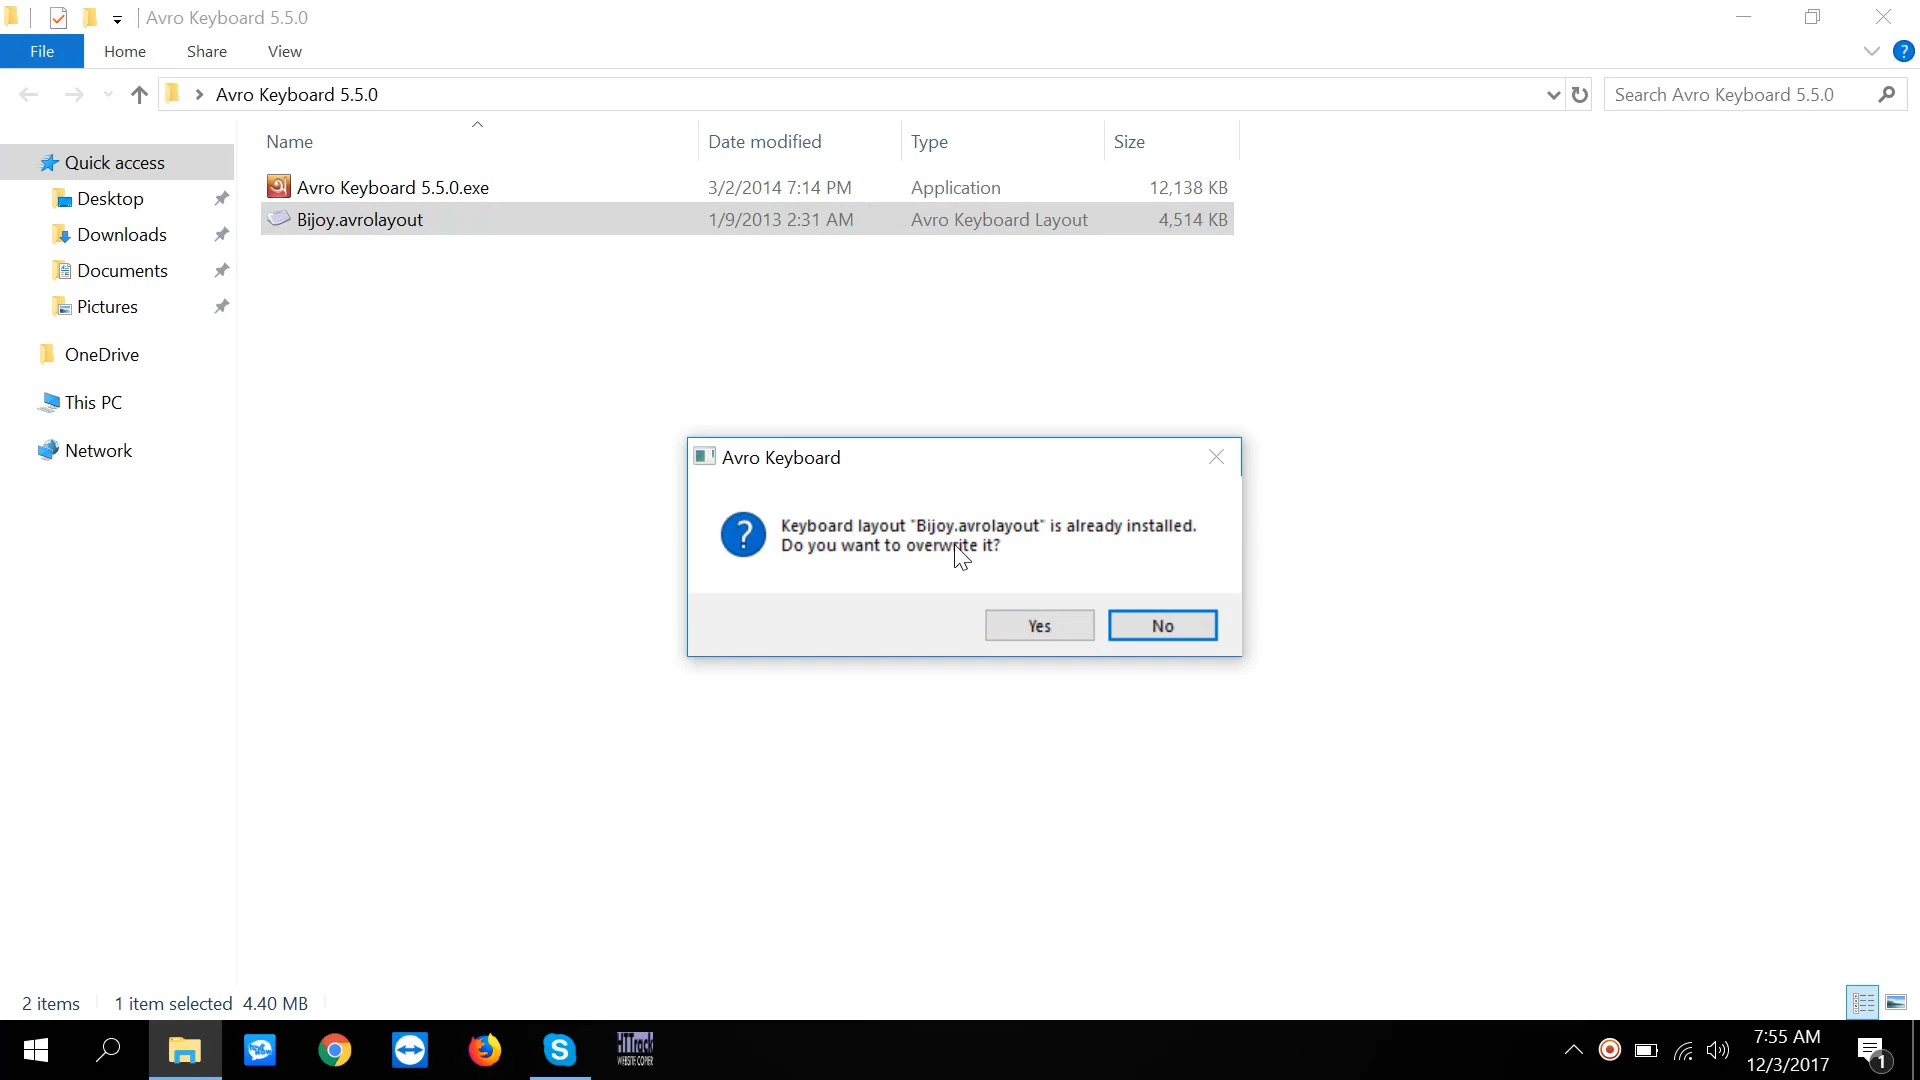 Avro Keyboard 5.5.0
File Home Share View
Avro Keyboard 5.5.0
Search Avro Keyboard 5.5.0
Name Date modified Type Size
Quick access
Avro Keyboard 5.5.0.exe 3/2/2014 7:14 PM Application 12,138 KB
Desktop
Bijoy.avrolayout 1/9/2013 2:31 AM Avro Keyboard Layout 4,514 KB
Downloads
Documents
Pictures
OneDrive
This PC
Network
Avro Keyboard
Keyboard layout "Bijoy.avrolayout" is already installed.
Do you want to overwrite it?
Yes No
2 items 1 item selected 4.40 MB
HTTrack
WEBSITE COPIER
7:55 AM
12/3/2017
1